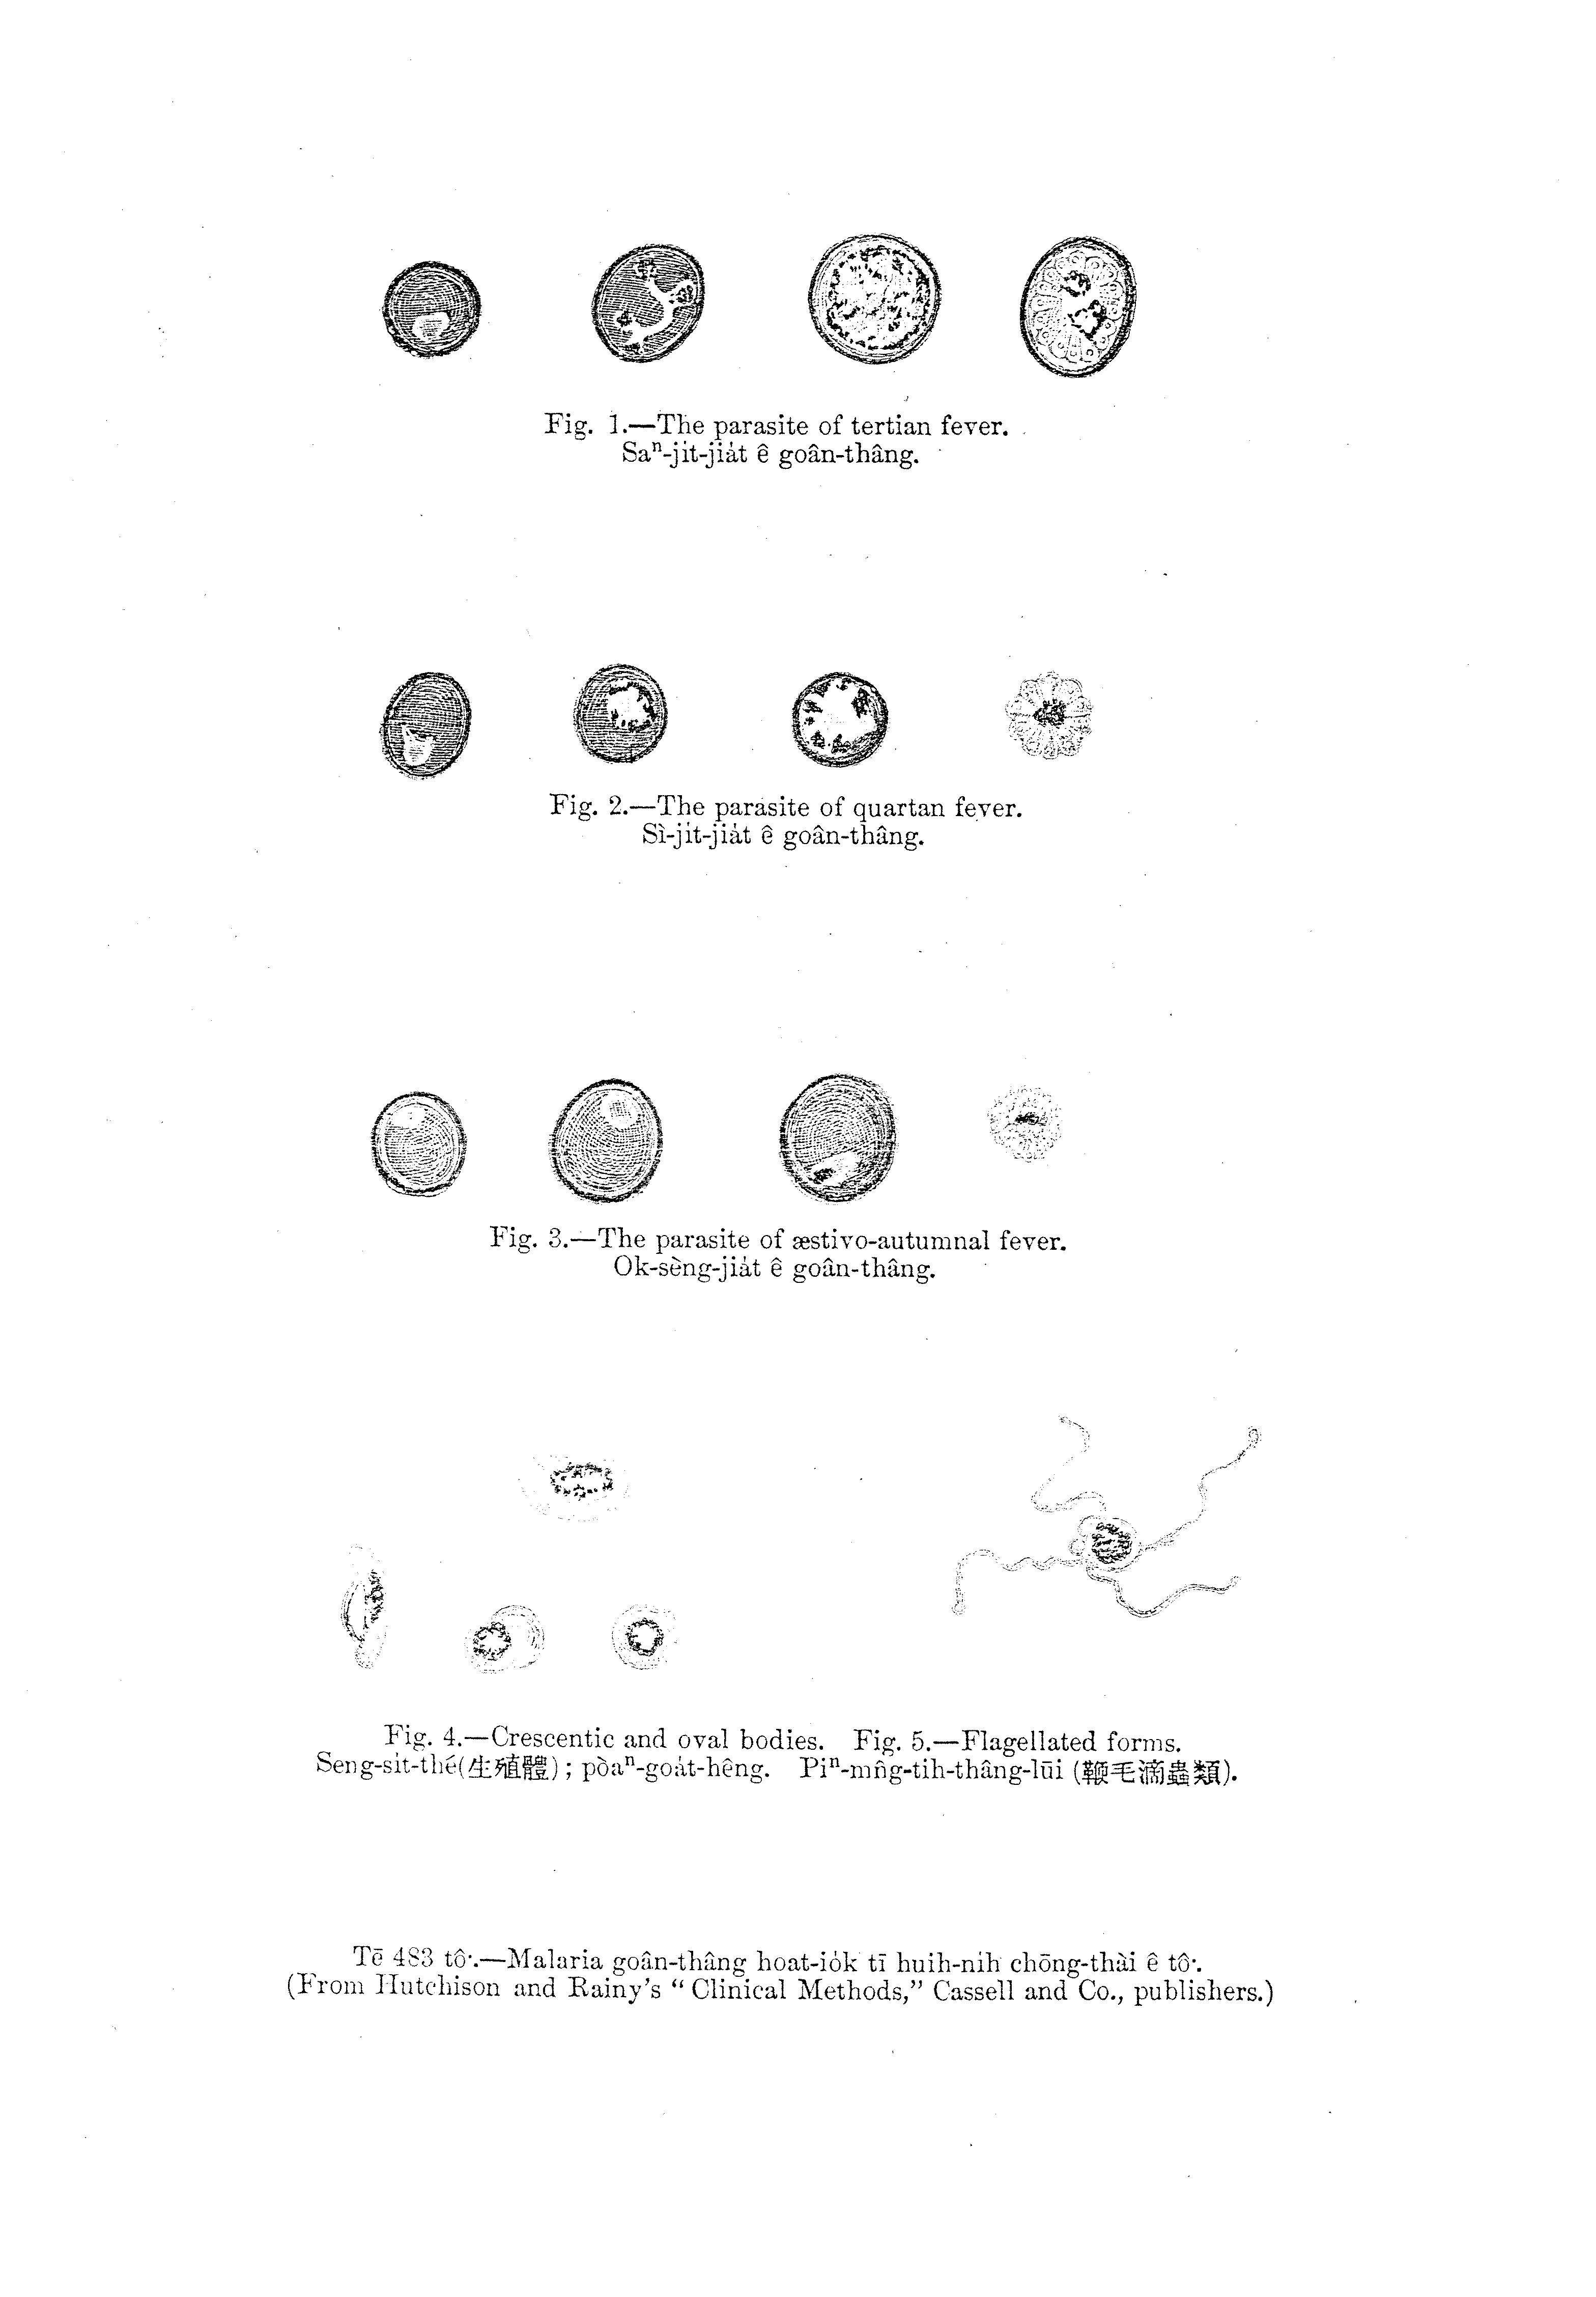 Fig. 1.—The parasite of tertian fever.
Saⁿ-ji̍t-jia̍t ê goân-thâng.
Fig. 2.—The parasite of quartan fever.
Sì-ji̍t-jia̍t ê goân-thâng.
Fig. 3.—The parasite of æstivo-autumnal fever.
Ok-sèng-jia̍t ê goân-thâng.
Fig. 4.—Crescentic and oval bodies. Fig. 5.—Flagellated forms.
Seng-si̍t-thé(生殖體) ; pòaⁿ-goa̍t-hêng. Piⁿ-mn̂g-tih-thâng-lūi (鞭毛滴蟲類).
Tē 483 tô͘.—Malaria goân-thâng hoat-io̍k tī huih-nih chōng-thài ê tô͘.
(From Hutchison and Rainy's “ Clinical Methods,” Cassell and Co., publishers.)